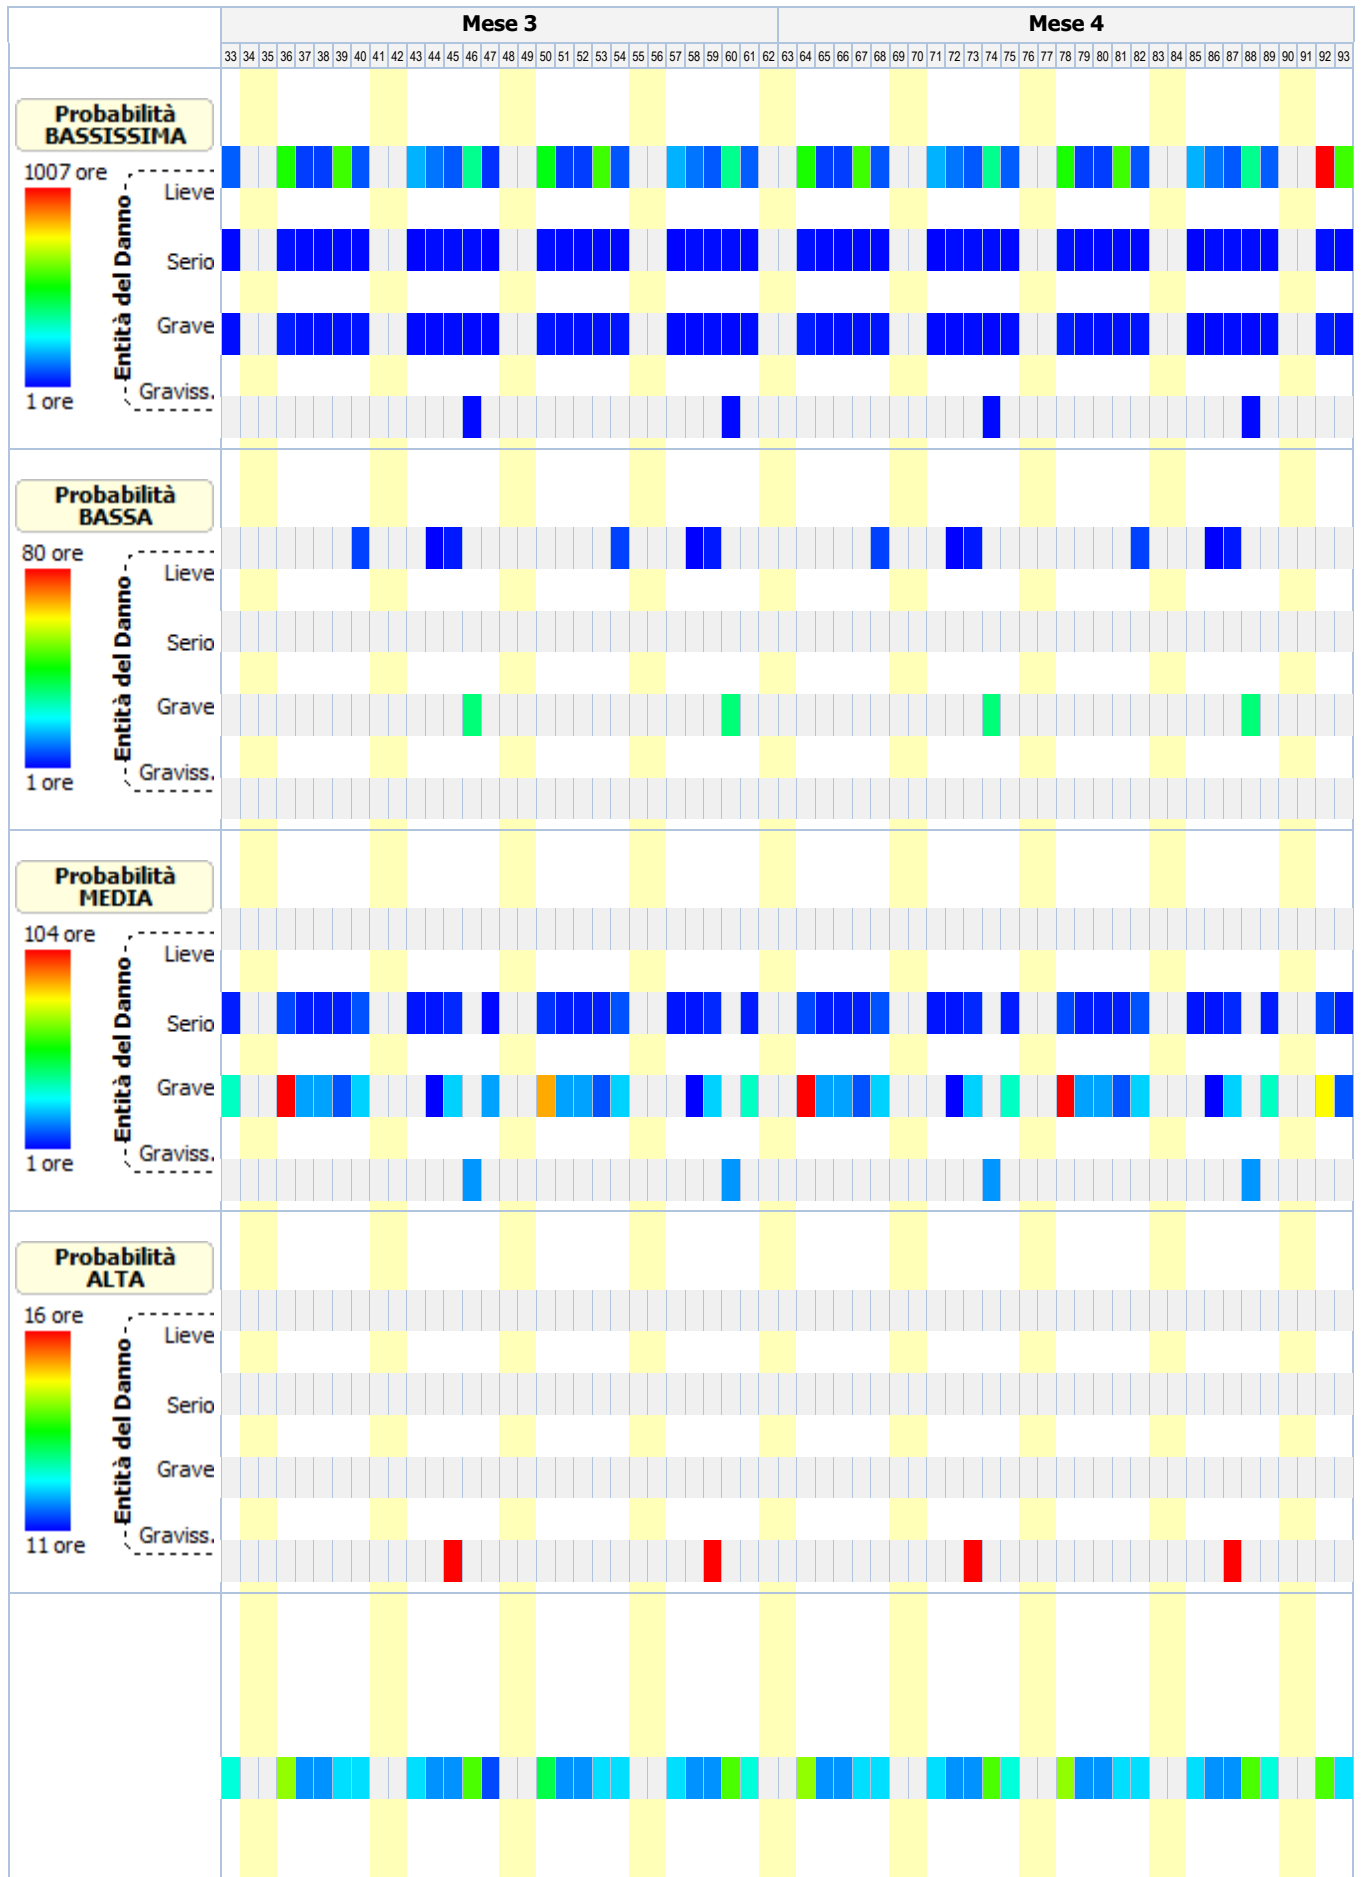 Mese 3 Mese 4
33 34 35 36 37 38 39 40 41 42 43 44 45 46 47 48 49 50 51 52 53 54 55 56 57 58 59 60 61 62 63 64 65 66 67 68 69 70 71 72 73 74 75 76 77 78 79 80 81 82 83 84 85 86 87 88 89 90 91 92 93
Probabilità
BASSISSIMA
1007 ore
Entità del Danno
Lieve
Serio
Grave
Graviss.
1 ore
Probabilità
BASSA
80 ore
Entità del Danno
Lieve
Serio
Grave
Graviss.
1 ore
Probabilità
MEDIA
104 ore
Entità del Danno
Lieve
Serio
Grave
Graviss.
1 ore
Probabilità
ALTA
16 ore
Entità del Danno
Lieve
Serio
Grave
Graviss.
11 ore